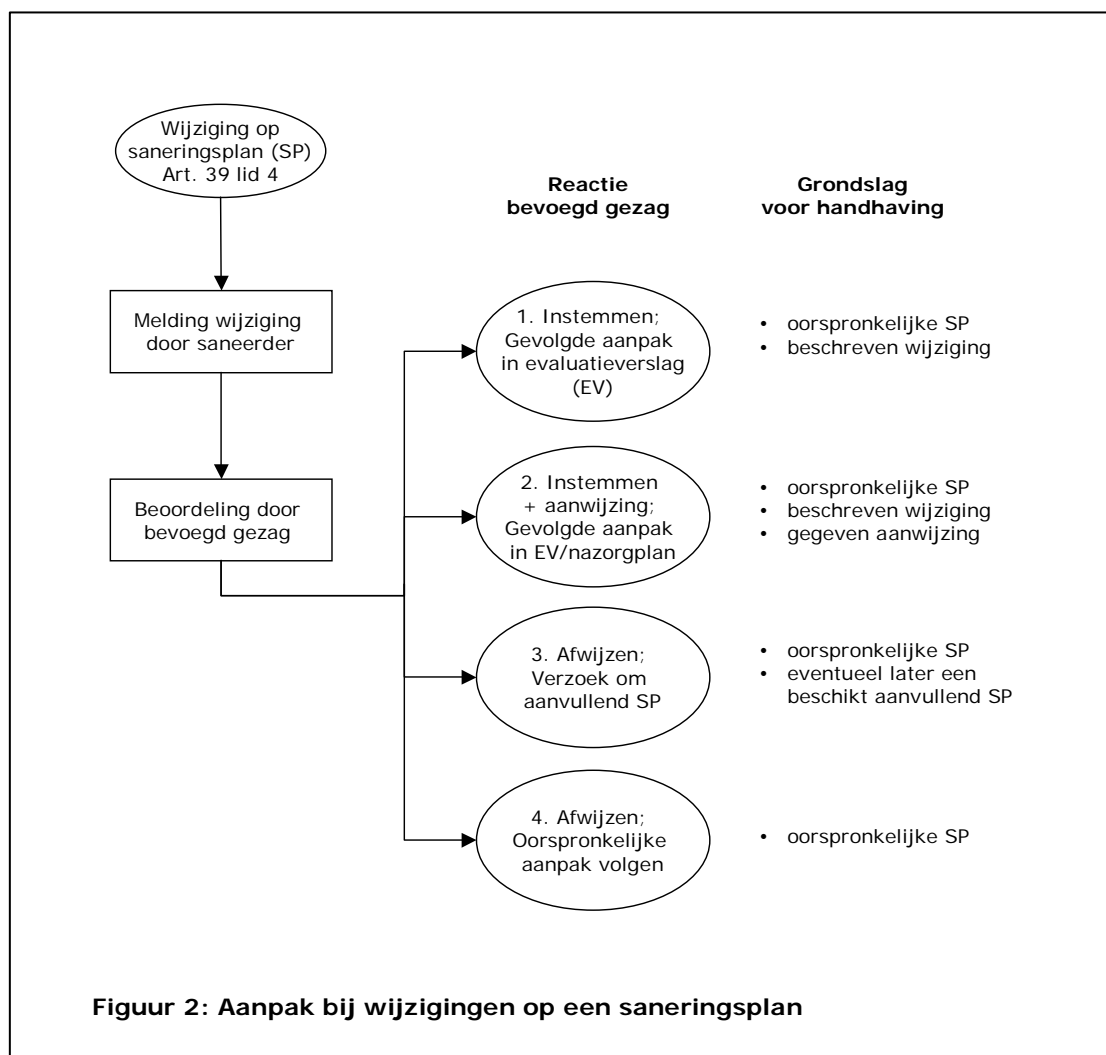 Wijziging op
saneringsplan (SP)
Art. 39 lid 4
Reactie
bevoegd gezag
Grondslag
voor handhaving
Melding wijziging
door saneerder
1. Instemmen;
Gevolgde aanpak
in evaluatieverslag
(EV)
• oorspronkelijke SP
• beschreven wijziging
Beoordeling door
bevoegd gezag
2. Instemmen
+ aanwijzing;
Gevolgde aanpak
in EV/nazorgplan
• oorspronkelijke SP
• beschreven wijziging
• gegeven aanwijzing
3. Afwijzen;
Verzoek om
aanvullend SP
• oorspronkelijke SP
• eventueel later een
beschikt aanvullend SP
4. Afwijzen;
Oorspronkelijke
aanpak volgen
• oorspronkelijke SP
Figuur 2: Aanpak bij wijzigingen op een saneringsplan